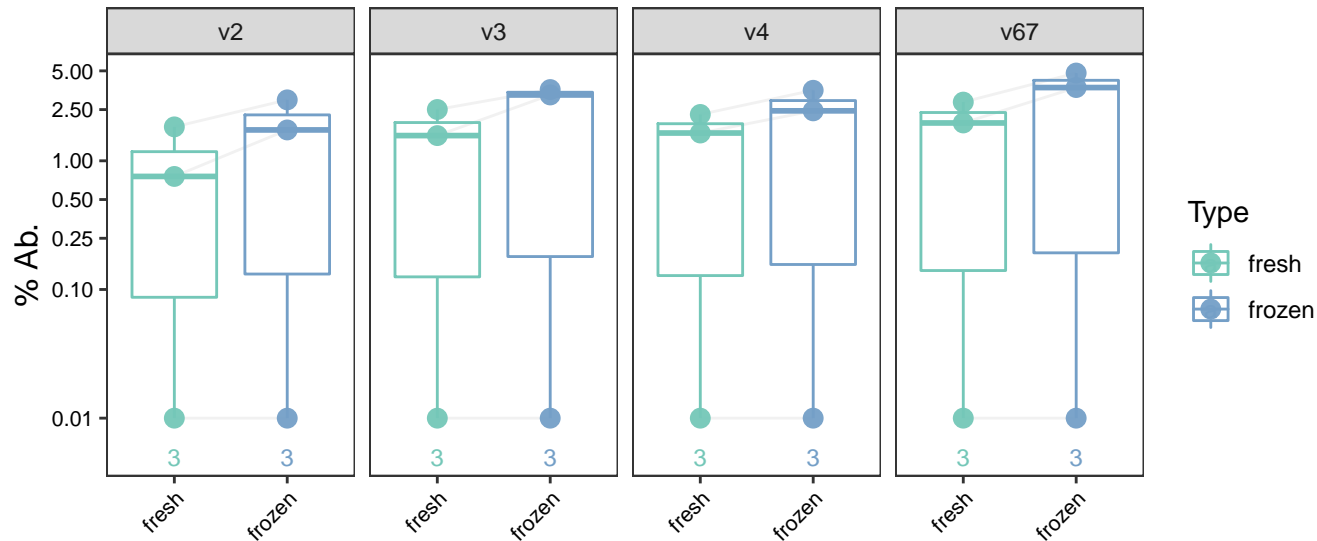 v2 v3 v4 v67
% Ab.
5.00
2.50
1.00
0.50
0.25
0.10
0.01
3 3 3 3 3 3 3 3
fresh frozen fresh frozen fresh frozen fresh frozen
Type
fresh
frozen